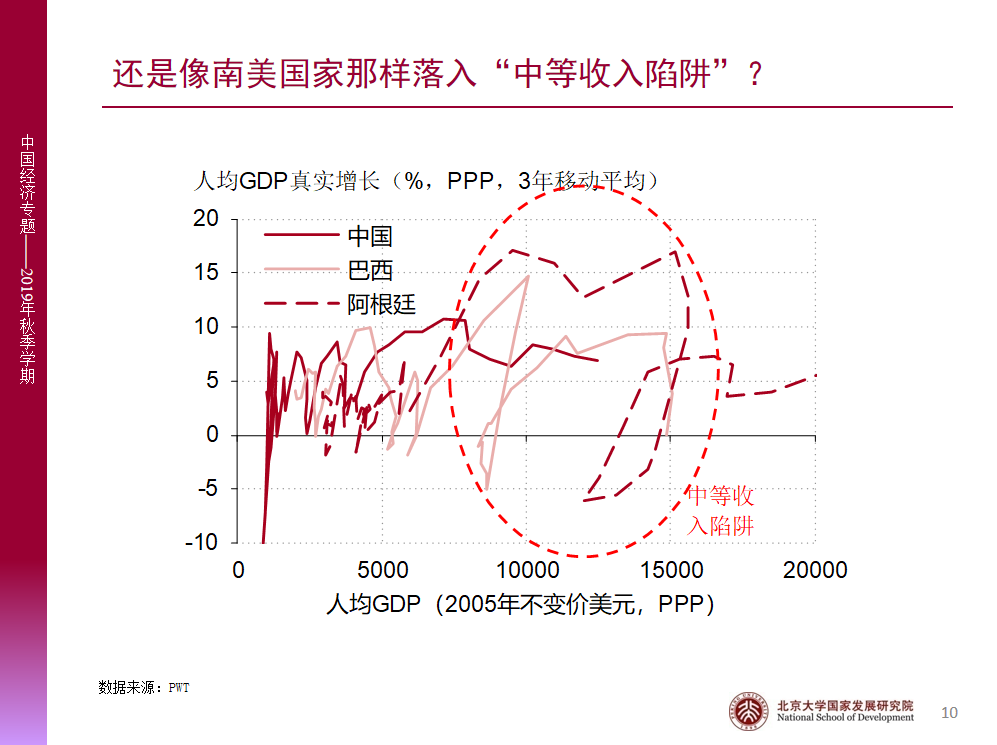 还是像南美国家那样落入“中等收入陷阱”？
中国经济专题——2019年秋季学期
人均GDP真实增长（%，PPP，3年移动平均）
20
15
10
5
0
-5
-10
中国
巴西
阿根廷
中等收
入陷阱
0 5000 10000 15000 20000
人均GDP（2005年不变价美元，PPP）
数据来源：PWT
北京大学国家发展研究院
National School of Development
10